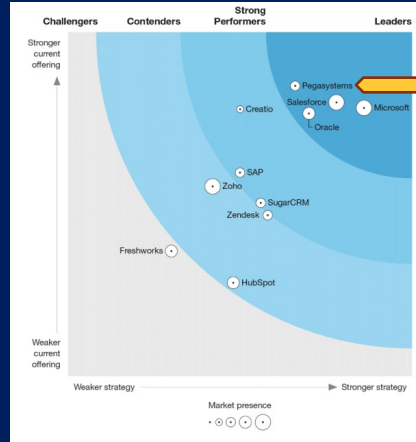 Challengers
Contenders
Strong
Performers
Leaders
Stronger
current
offering
Pegasystems
Salesforce
Microsoft
Oracle
Creatio
SAP
Zoho
SugarCRM
Zendesk
Freshworks
HubSpot
Weaker
current
offering
Weaker strategy
Stronger strategy
Market presence